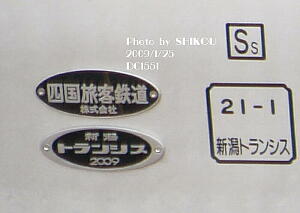 Photo by SHIKOU
2009/1/25
DC1551
四国旅客鉄道
株式会社
新潟
トランシス
2009
Ss
21-1
新潟トランシス